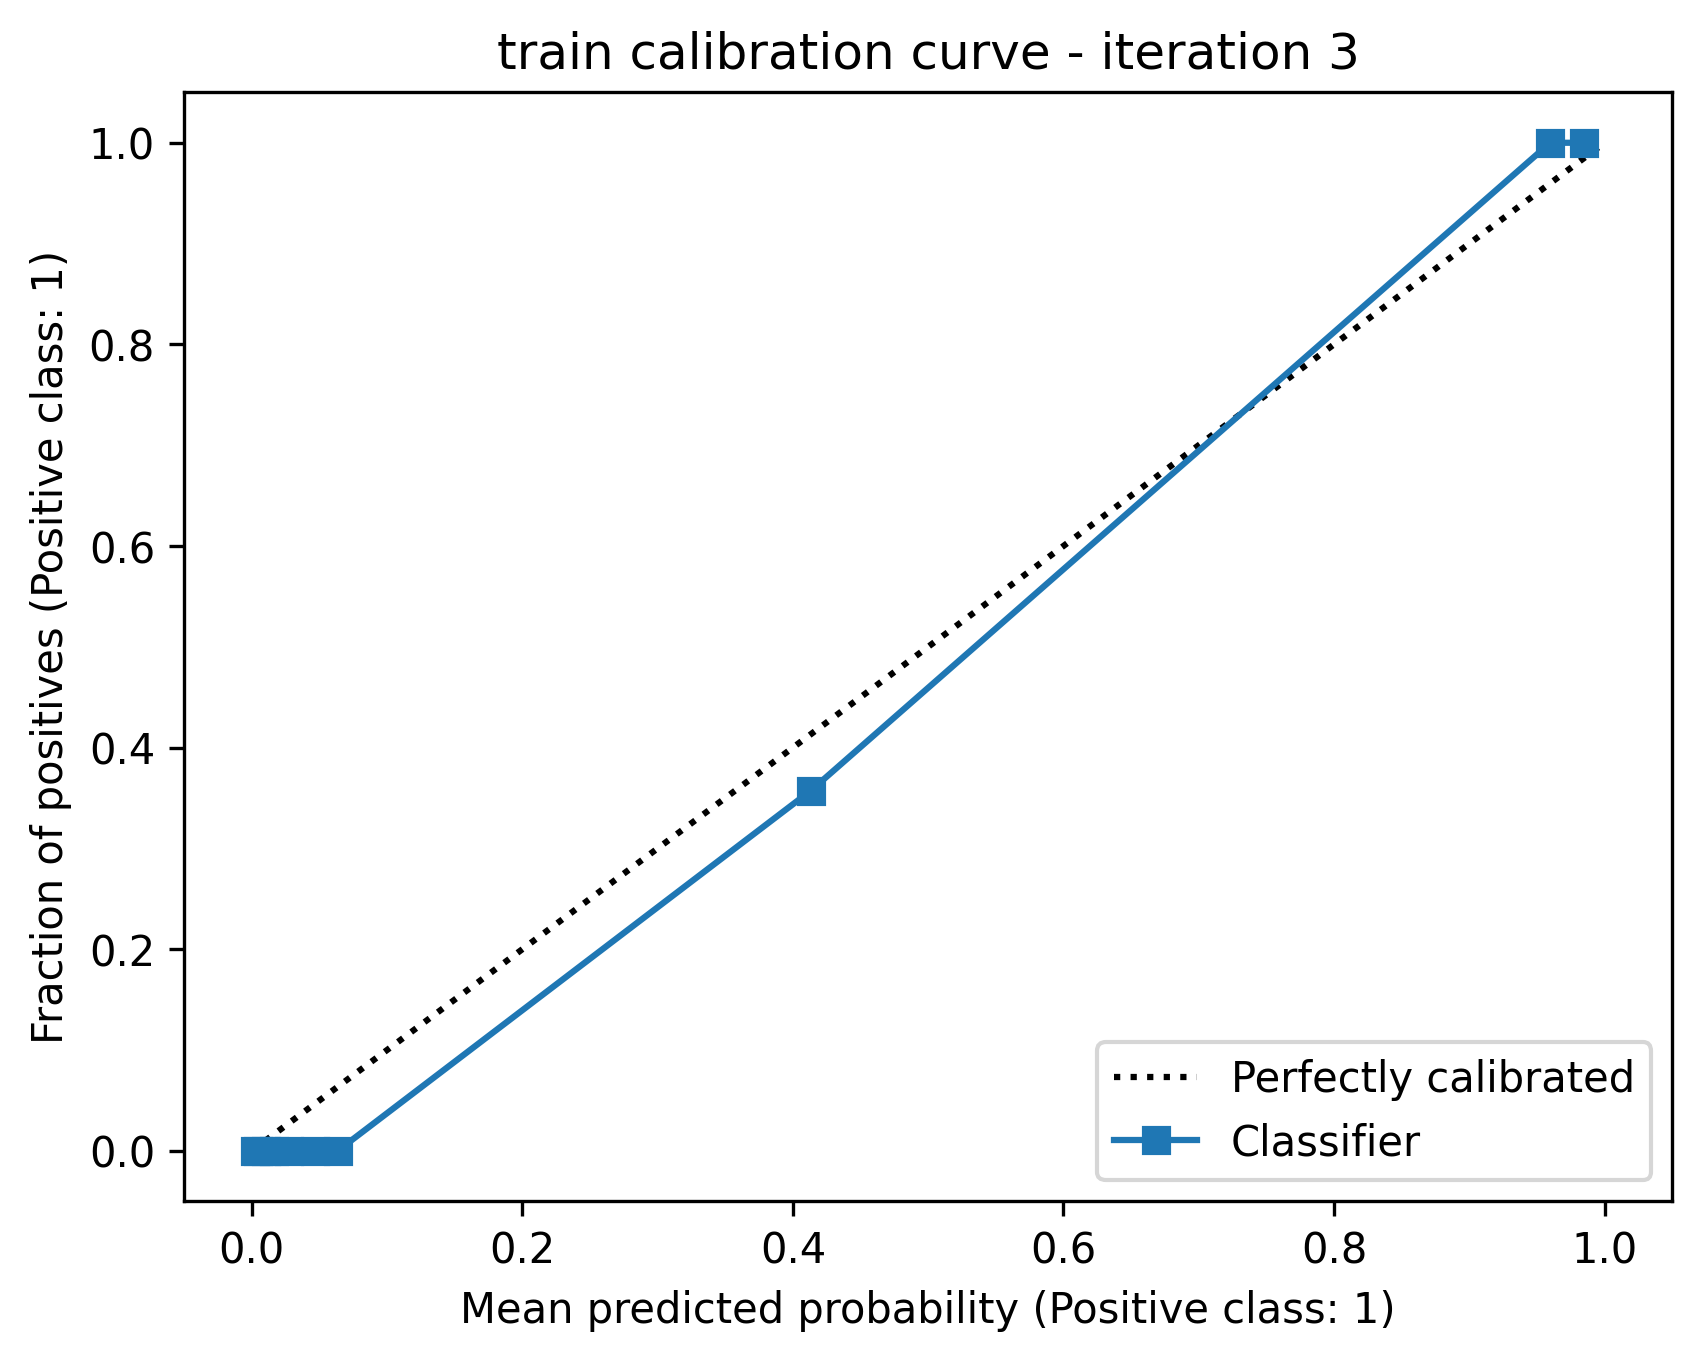 train calibration curve - iteration 3
Fraction of positives (Positive class: 1)
1.0
0.8
0.6
0.4
0.2
0.0
Perfectly calibrated
Classifier
0.0 0.2 0.4 0.6 0.8 1.0
Mean predicted probability (Positive class: 1)